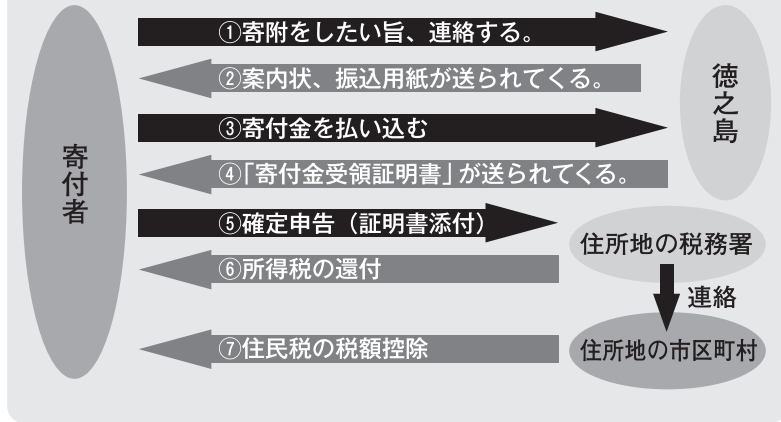 ①寄附をしたい旨、連絡する。
②案内状、振込用紙が送られてくる。
徳之島
③寄付金を払い込む
寄付者
④「寄付金受領証明書」が送られてくる。
⑤確定申告（証明書添付）
住所地の税務署
⑥所得税の還付
連絡
⑦住民税の税額控除
住所地の市区町村